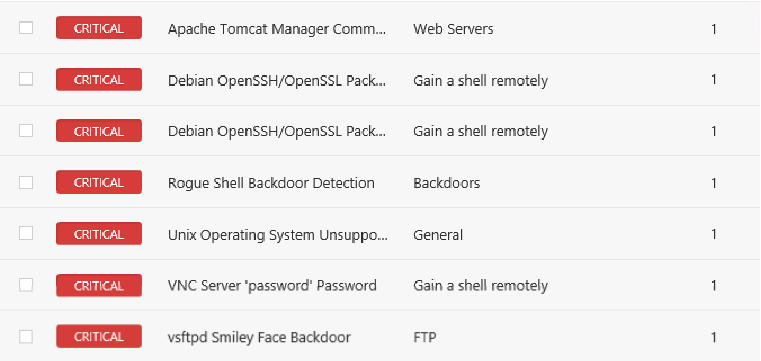 CRITICAL Apache Tomcat Manager Comm... Web Servers 1
CRITICAL Debian OpenSSH/OpenSSL Pack... Gain a shell remotely 1
CRITICAL Debian OpenSSH/OpenSSL Pack... Gain a shell remotely 1
CRITICAL Rogue Shell Backdoor Detection Backdoors 1
CRITICAL Unix Operating System Unsuppo... General 1
CRITICAL VNC Server 'password' Password Gain a shell remotely 1
CRITICAL vsftpd Smiley Face Backdoor FTP 1